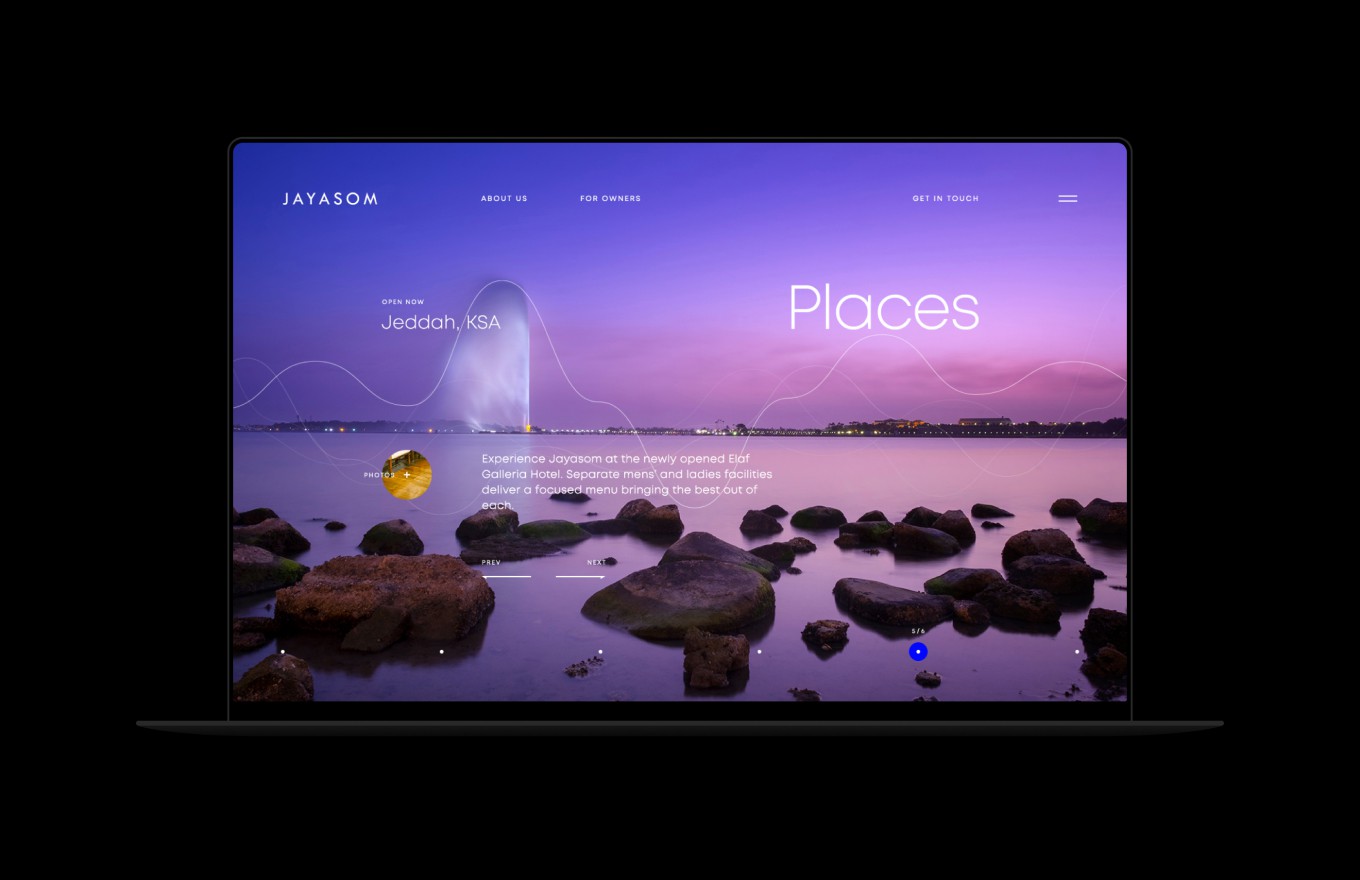 JAYASOM
ABOUT US
FOR OWNERS
GET IN TOUCH
OPEN NOW
Jeddah, KSA
Places
PHOTOS +
Experience Jayasom at the newly opened Elaf
Galleria Hotel. Separate mens' and ladies facilities
deliver a focused menu bringing the best out of
each.
PREV
NEXT
5/6